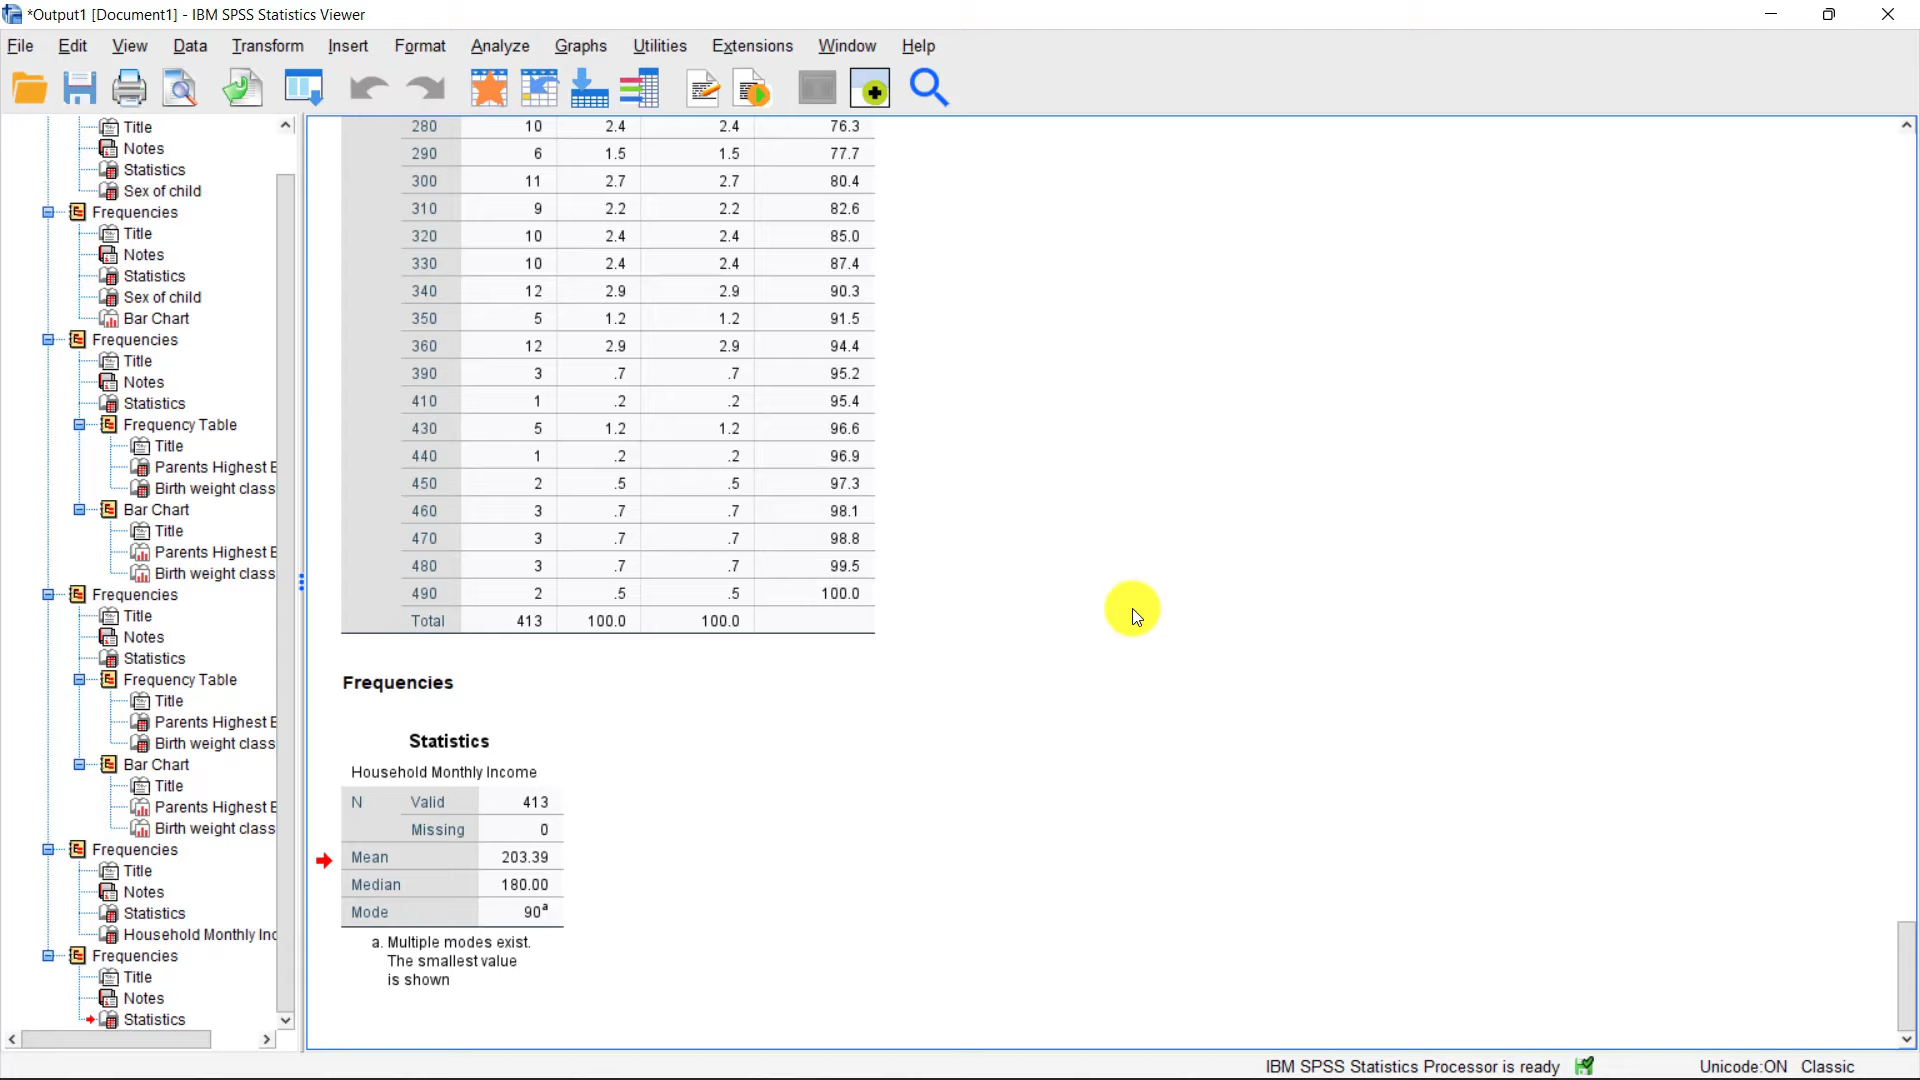 *Output1 [Document1] - IBM SPSS Statistics Viewer
File Edit View Data Transform Insert Format Analyze Graphs Utilities Extensions Window Help
Title
Notes
Statistics
Sex of child
Frequencies
Title
Notes
Statistics
Sex of child
Bar Chart
Frequencies
Title
Notes
Statistics
Frequency Table
Title
Parents Highest E
Birth weight class
Bar Chart
Title
Parents Highest E
Birth weight class
Frequencies
Title
Notes
Statistics
Frequency Table
Title
Parents Highest E
Birth weight class
Bar Chart
Title
Parents Highest E
Birth weight class
Frequencies
Title
Notes
Statistics
Household Monthly Inc
Frequencies
Title
Notes
Statistics
280 10 2.4 2.4 76.3
290 6 1.5 1.5 77.7
300 11 2.7 2.7 80.4
310 9 2.2 2.2 82.6
320 10 2.4 2.4 85.0
330 10 2.4 2.4 87.4
340 12 2.9 2.9 90.3
350 5 1.2 1.2 91.5
360 12 2.9 2.9 94.4
390 3 .7 .7 95.2
410 1 .2 .2 95.4
430 5 1.2 1.2 96.6
440 1 .2 .2 96.9
450 2 .5 .5 97.3
460 3 .7 .7 98.1
470 3 .7 .7 98.8
480 3 .7 .7 99.5
490 2 .5 .5 100.0
Total 413 100.0 100.0
Frequencies
Statistics
Household Monthly Income
N Valid 413
Missing 0
Mean 203.39
Median 180.00
Mode 90a
a. Multiple modes exist.
The smallest value
is shown
IBM SPSS Statistics Processor is ready Unicode:ON Classic